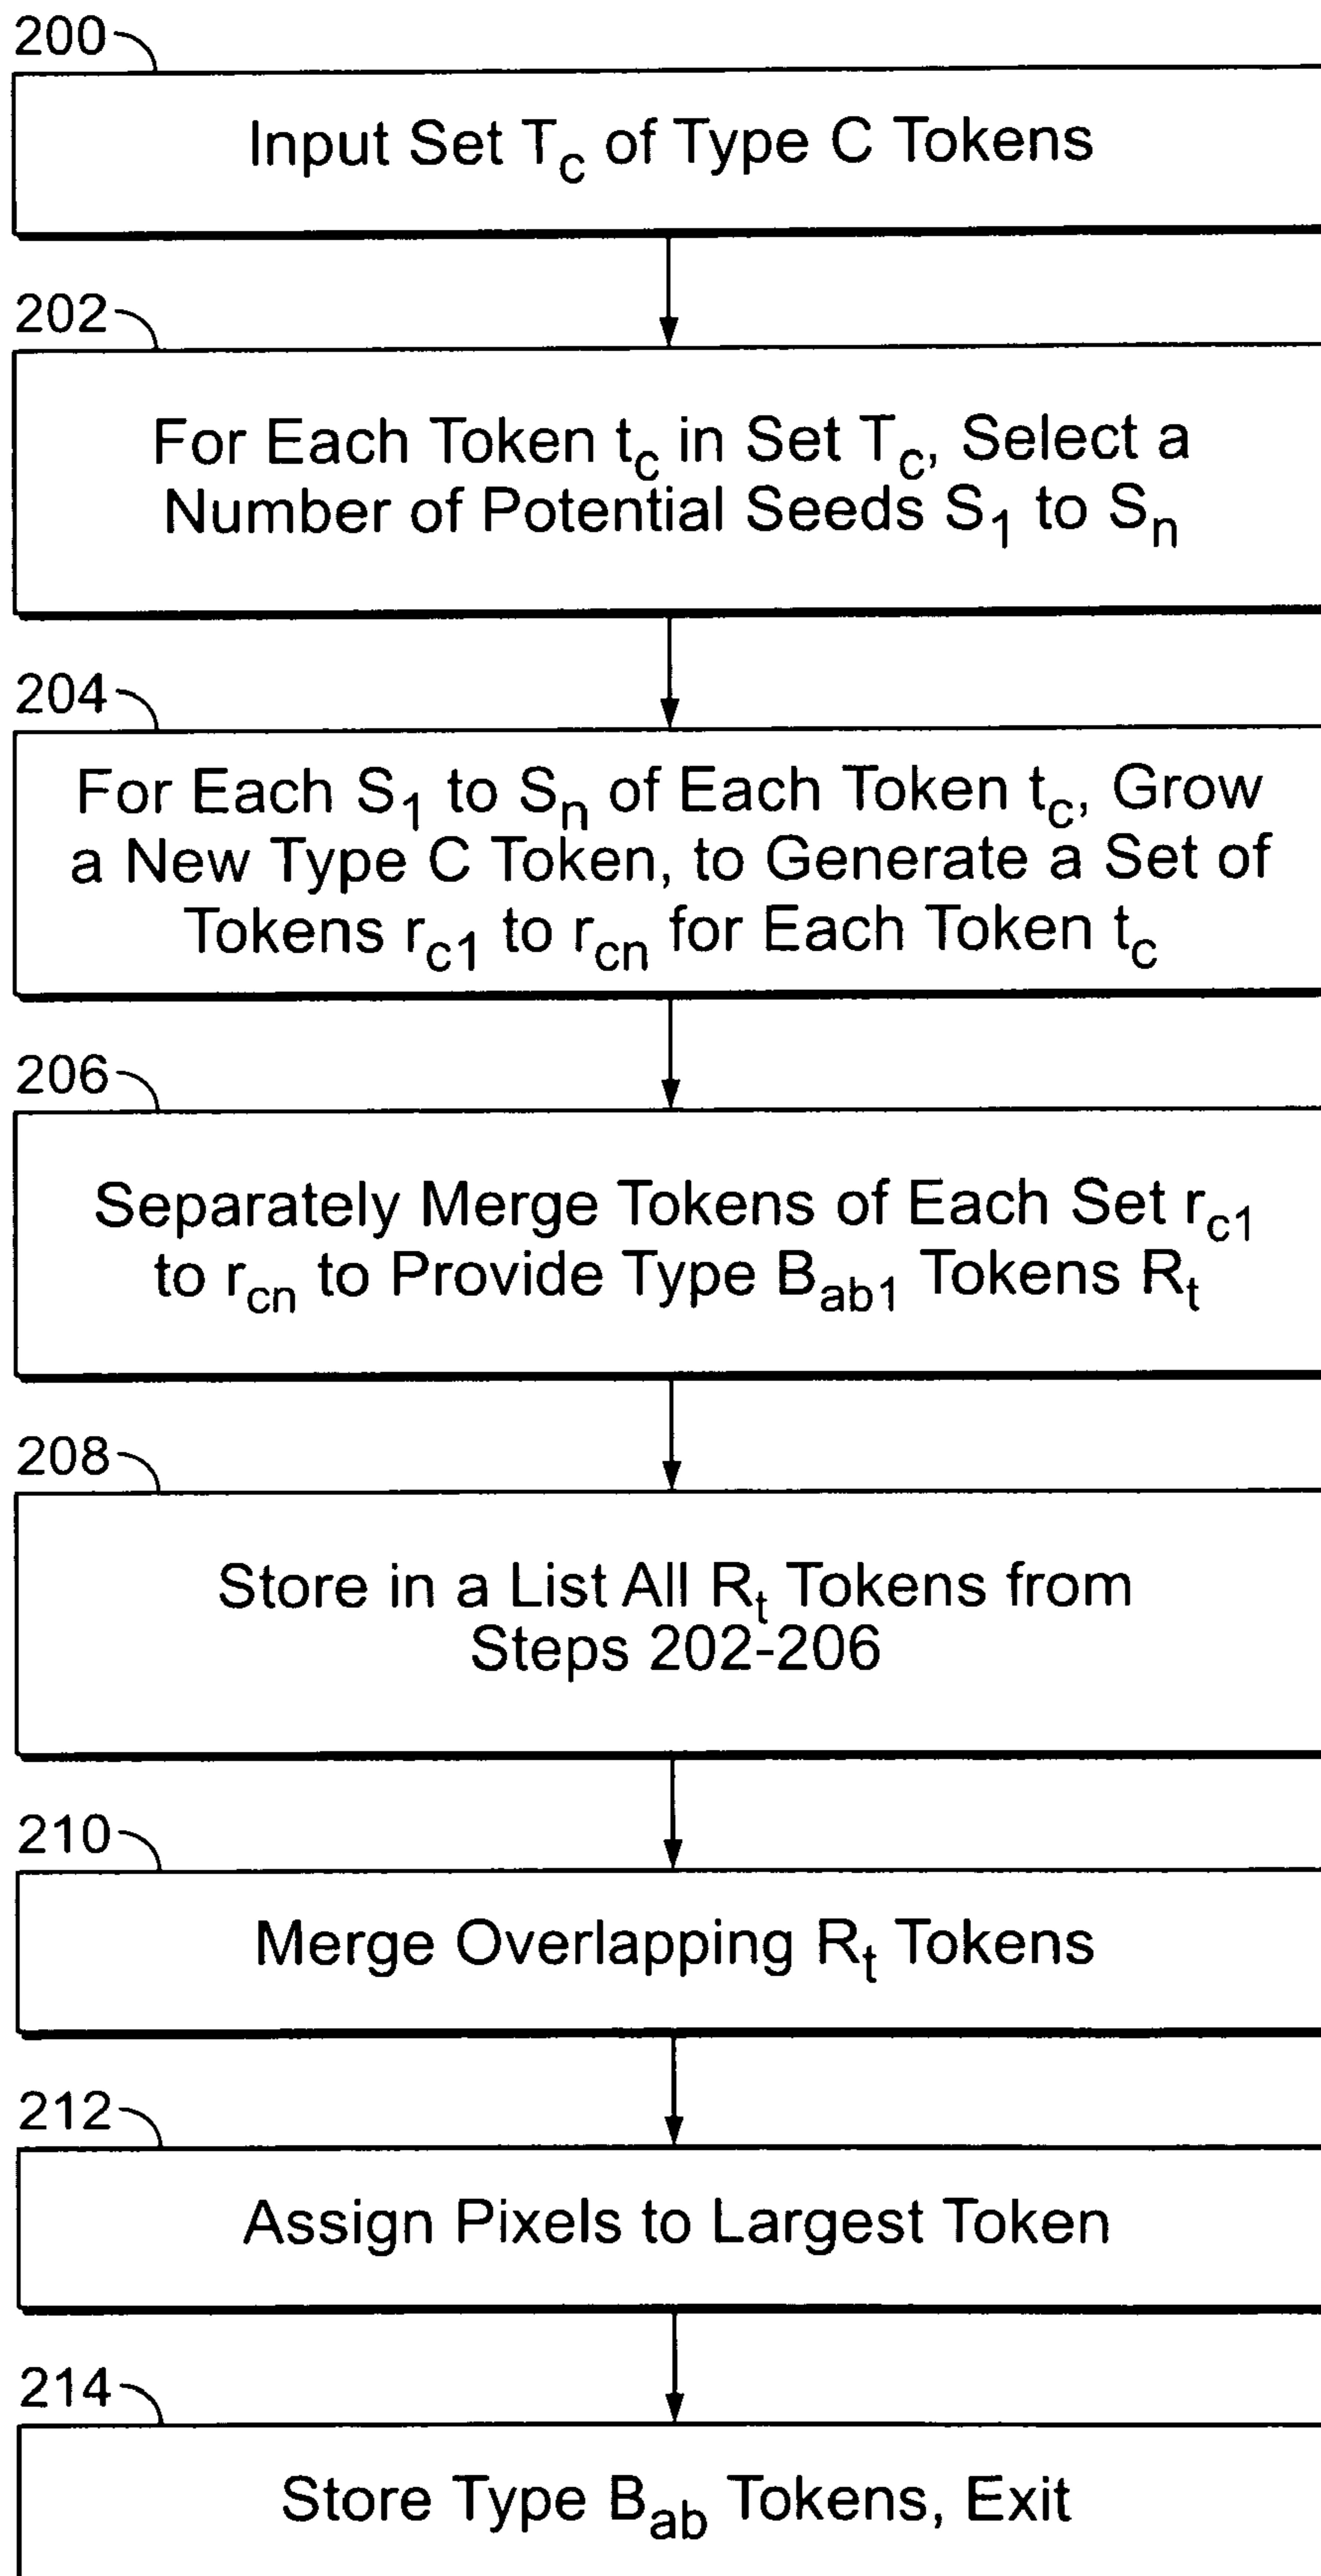 200
Input Set Tc of Type C Tokens
202
For Each Token tc in Set Tc, Select a
Number of Potential Seeds S1 to Sn
204
For Each S1 to Sn of Each Token tc, Grow
a New Type C Token, to Generate a Set of
Tokens rc1 to rcn for Each Token tc
206
Separately Merge Tokens of Each Set rc1
to rcn to Provide Type Bab1 Tokens Rt
208
Store in a List All Rt Tokens from
Steps 202-206
210
Merge Overlapping Rt Tokens
212
Assign Pixels to Largest Token
214
Store Type Bab Tokens, Exit